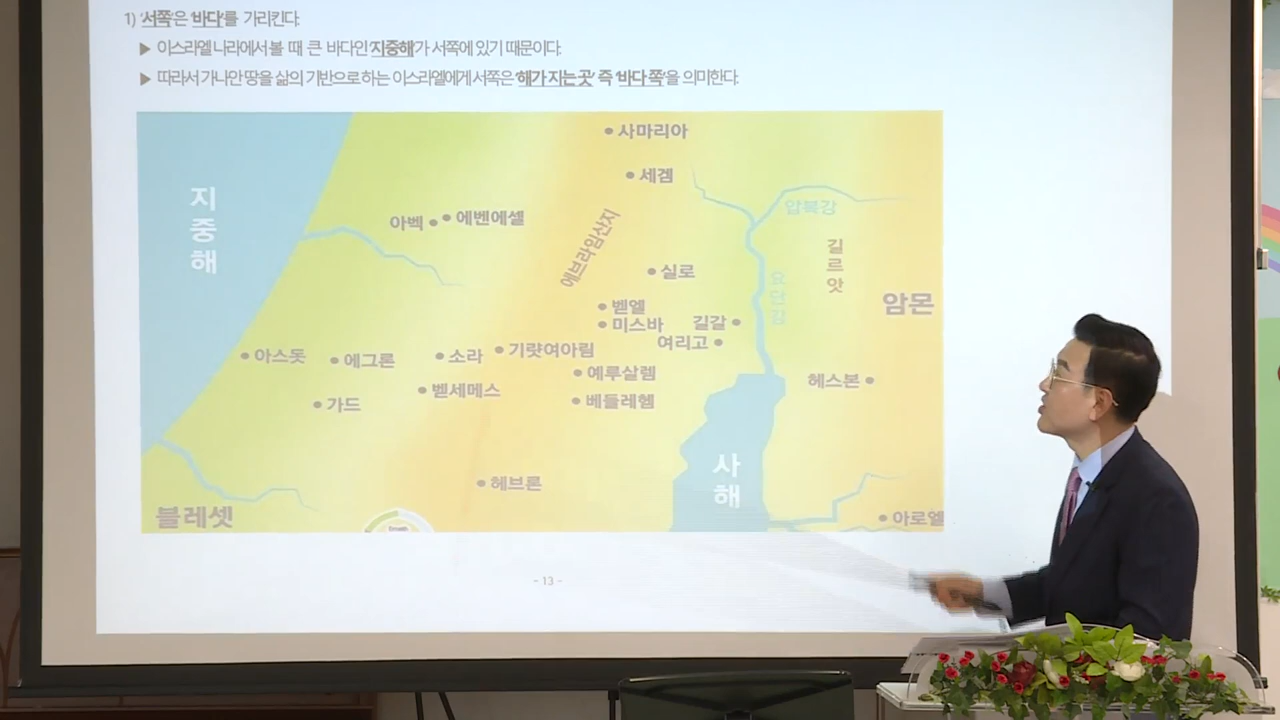 1) '서쪽'은 '바다'를 가리킨다.
▶ 이스라엘 나라에서 볼 때 큰 바다인 '지중해'가 서쪽에 있기 때문이다.
▶ 따라서 가나안 땅을 삶의 기반으로 하는 이스라엘에게 서쪽은 '해가 지는 곳' 즉 '바다 쪽'을 의미한다.
사마리아
세겜
지중해
압복강
아벡
에벤에셀
에브라임산지
길르앗
실로
요단강
벧엘
암몬
미스바
길갈
여리고
기럇여아림
소라
아스돗
에그론
예루살렘
헤스본
벧세메스
베들레헴
가드
사해
헤브론
블레셋
아로엘
- 13 -